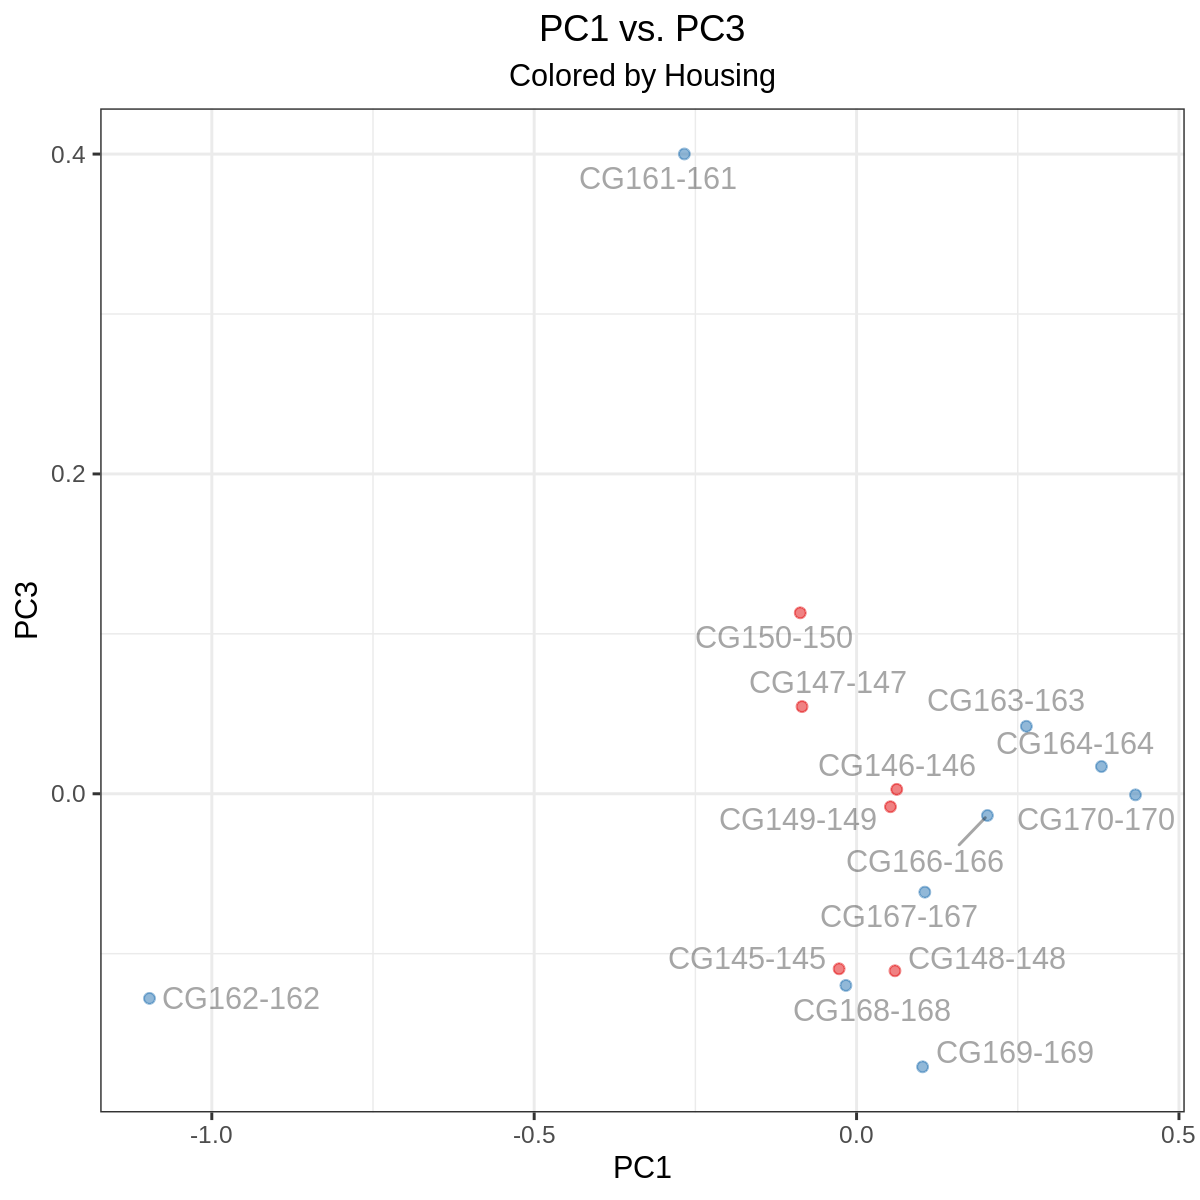 PC1 vs. PC3
Colored by Housing
0.4
CG161-161
0.2
PC3
CG150-150
CG147-147
CG163-163
CG164-164
CG146-146
0.0
CG149-149
CG170-170
CG166-166
CG167-167
CG145-145
CG148-148
CG162-162
CG168-168
CG169-169
-1.0
-0.5
0.0
0.5
PC1